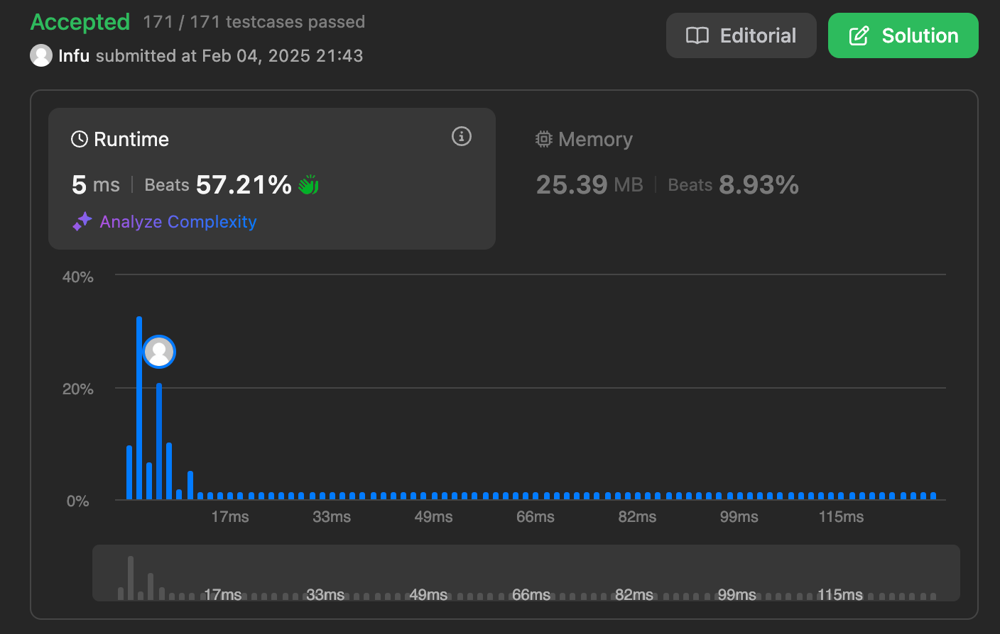 Accepted 171 / 171 testcases passed
Infu submitted at Feb 04, 2025 21:43
Editorial
Solution
Runtime
5 ms | Beats 57.21%
Analyze Complexity
Memory
25.39 MB | Beats 8.93%
40%
20%
0%
17ms 33ms 49ms 66ms 82ms 99ms 115ms
17ms 33ms 49ms 66ms 82ms 99ms 115ms